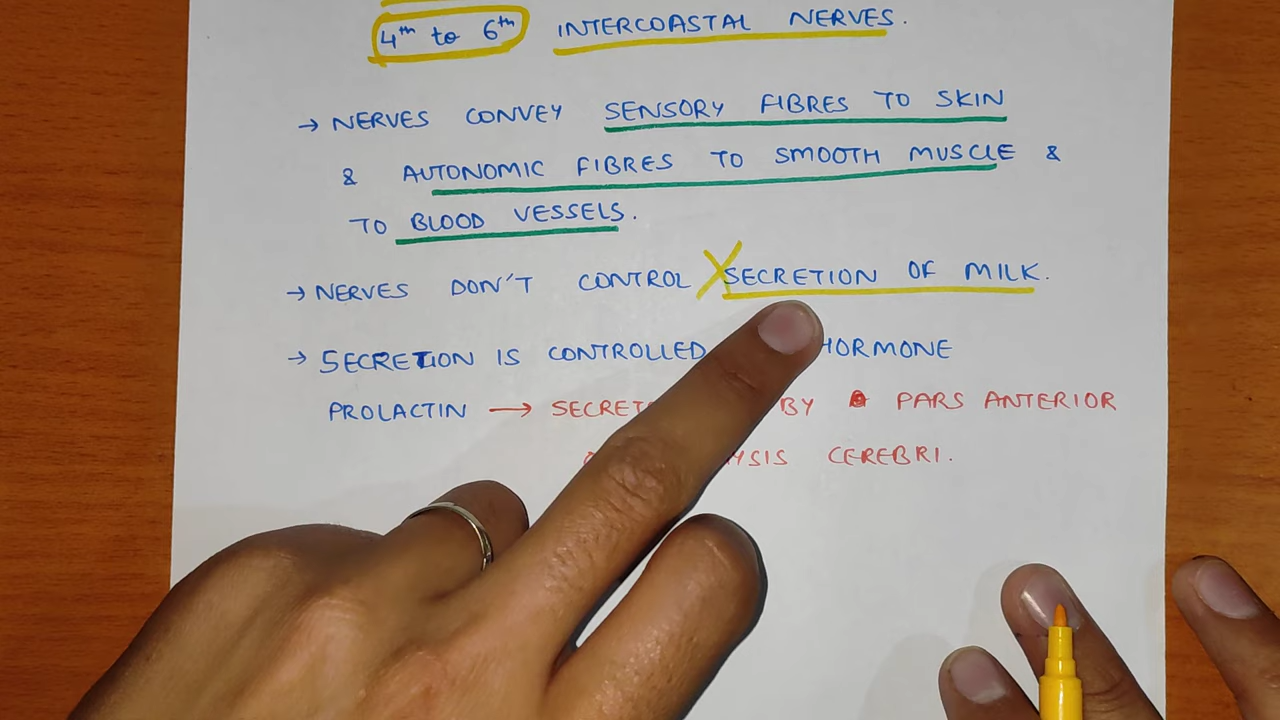 4th to 6th INTERCOASTAL NERVES.
→ NERVES CONVEY SENSORY FIBRES TO SKIN
& AUTONOMIC FIBRES TO SMOOTH MUSCLE &
TO BLOOD VESSELS.
→ NERVES DON'T CONTROL X SECRETION OF MILK.
→ SECRETION IS CONTROLLED HORMONE
PROLACTIN → BY PARS ANTERIOR
CEREBRI.